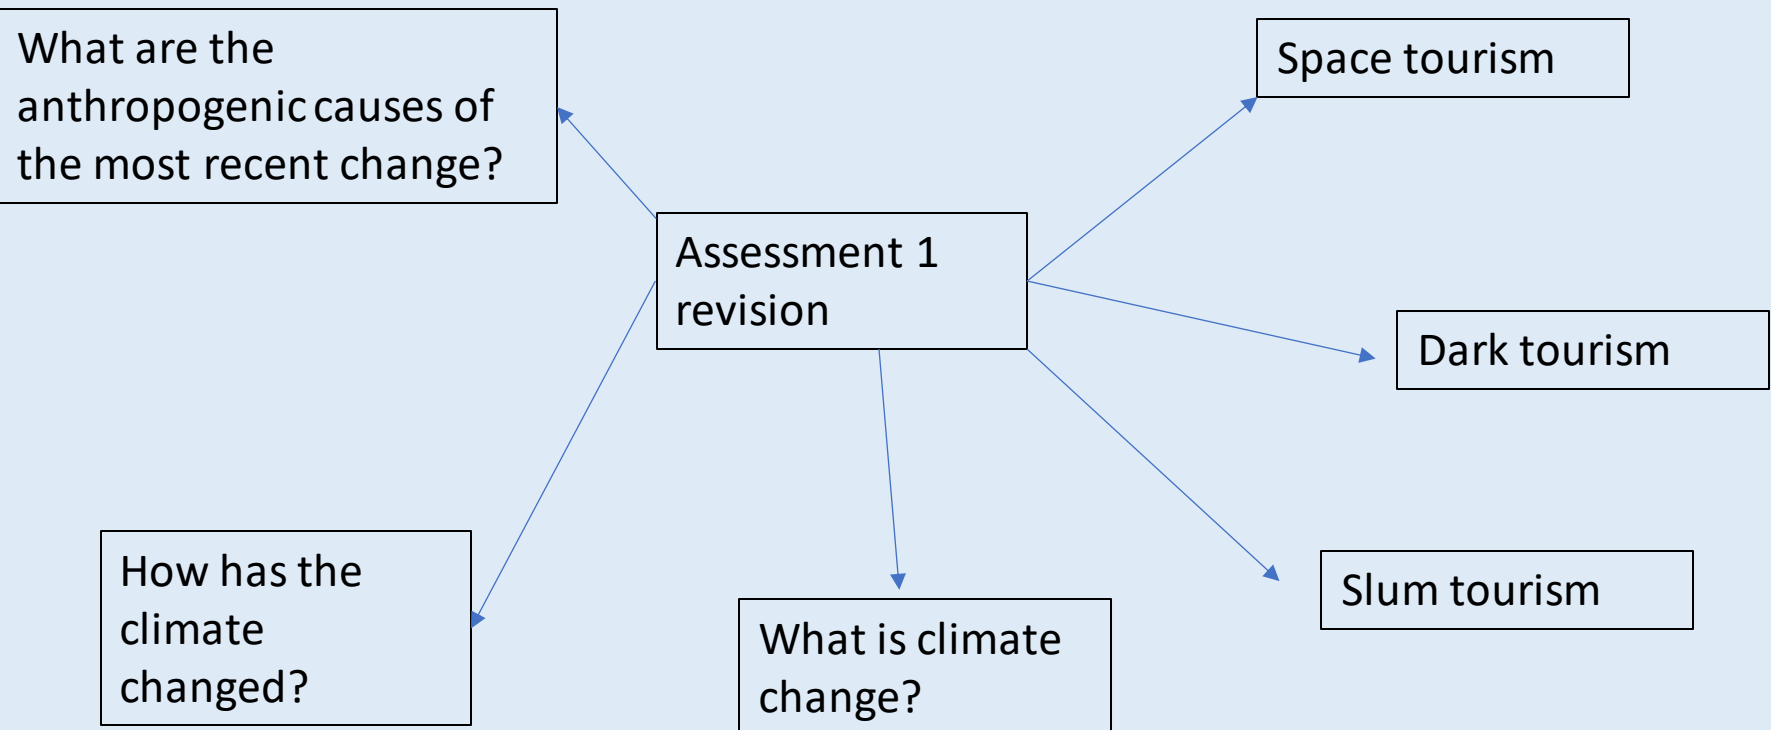 What are the
anthropogenic causes of
the most recent change?
Space tourism
Assessment 1
revision
Dark tourism
How has the
climate
changed?
What is climate
change?
Slum tourism